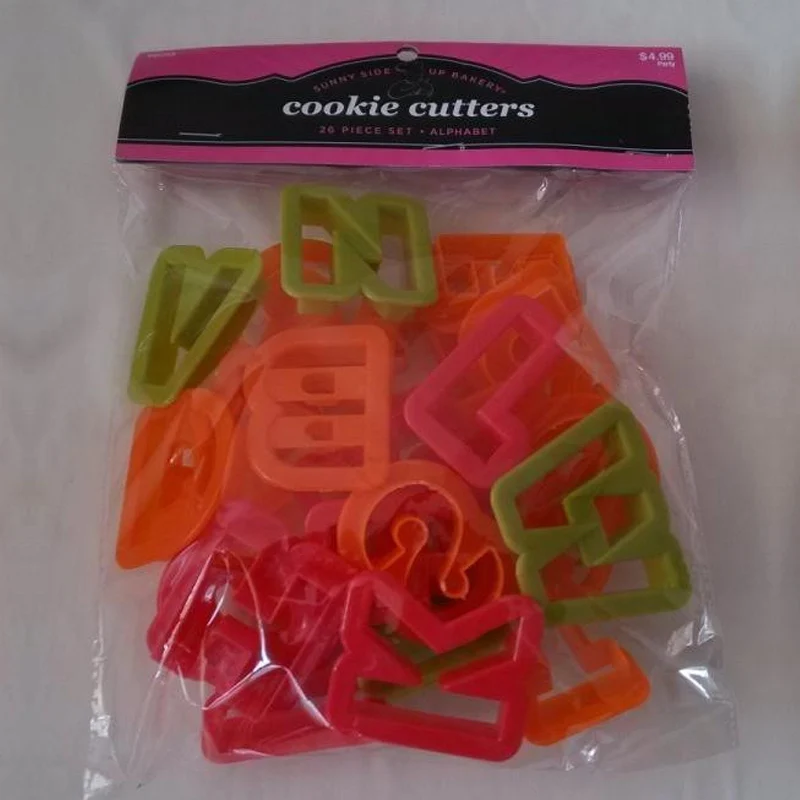 $4.99
Party
SUNNY SIDE UP BAKERY®
cookie cutters
26 PIECE SET • ALPHABET